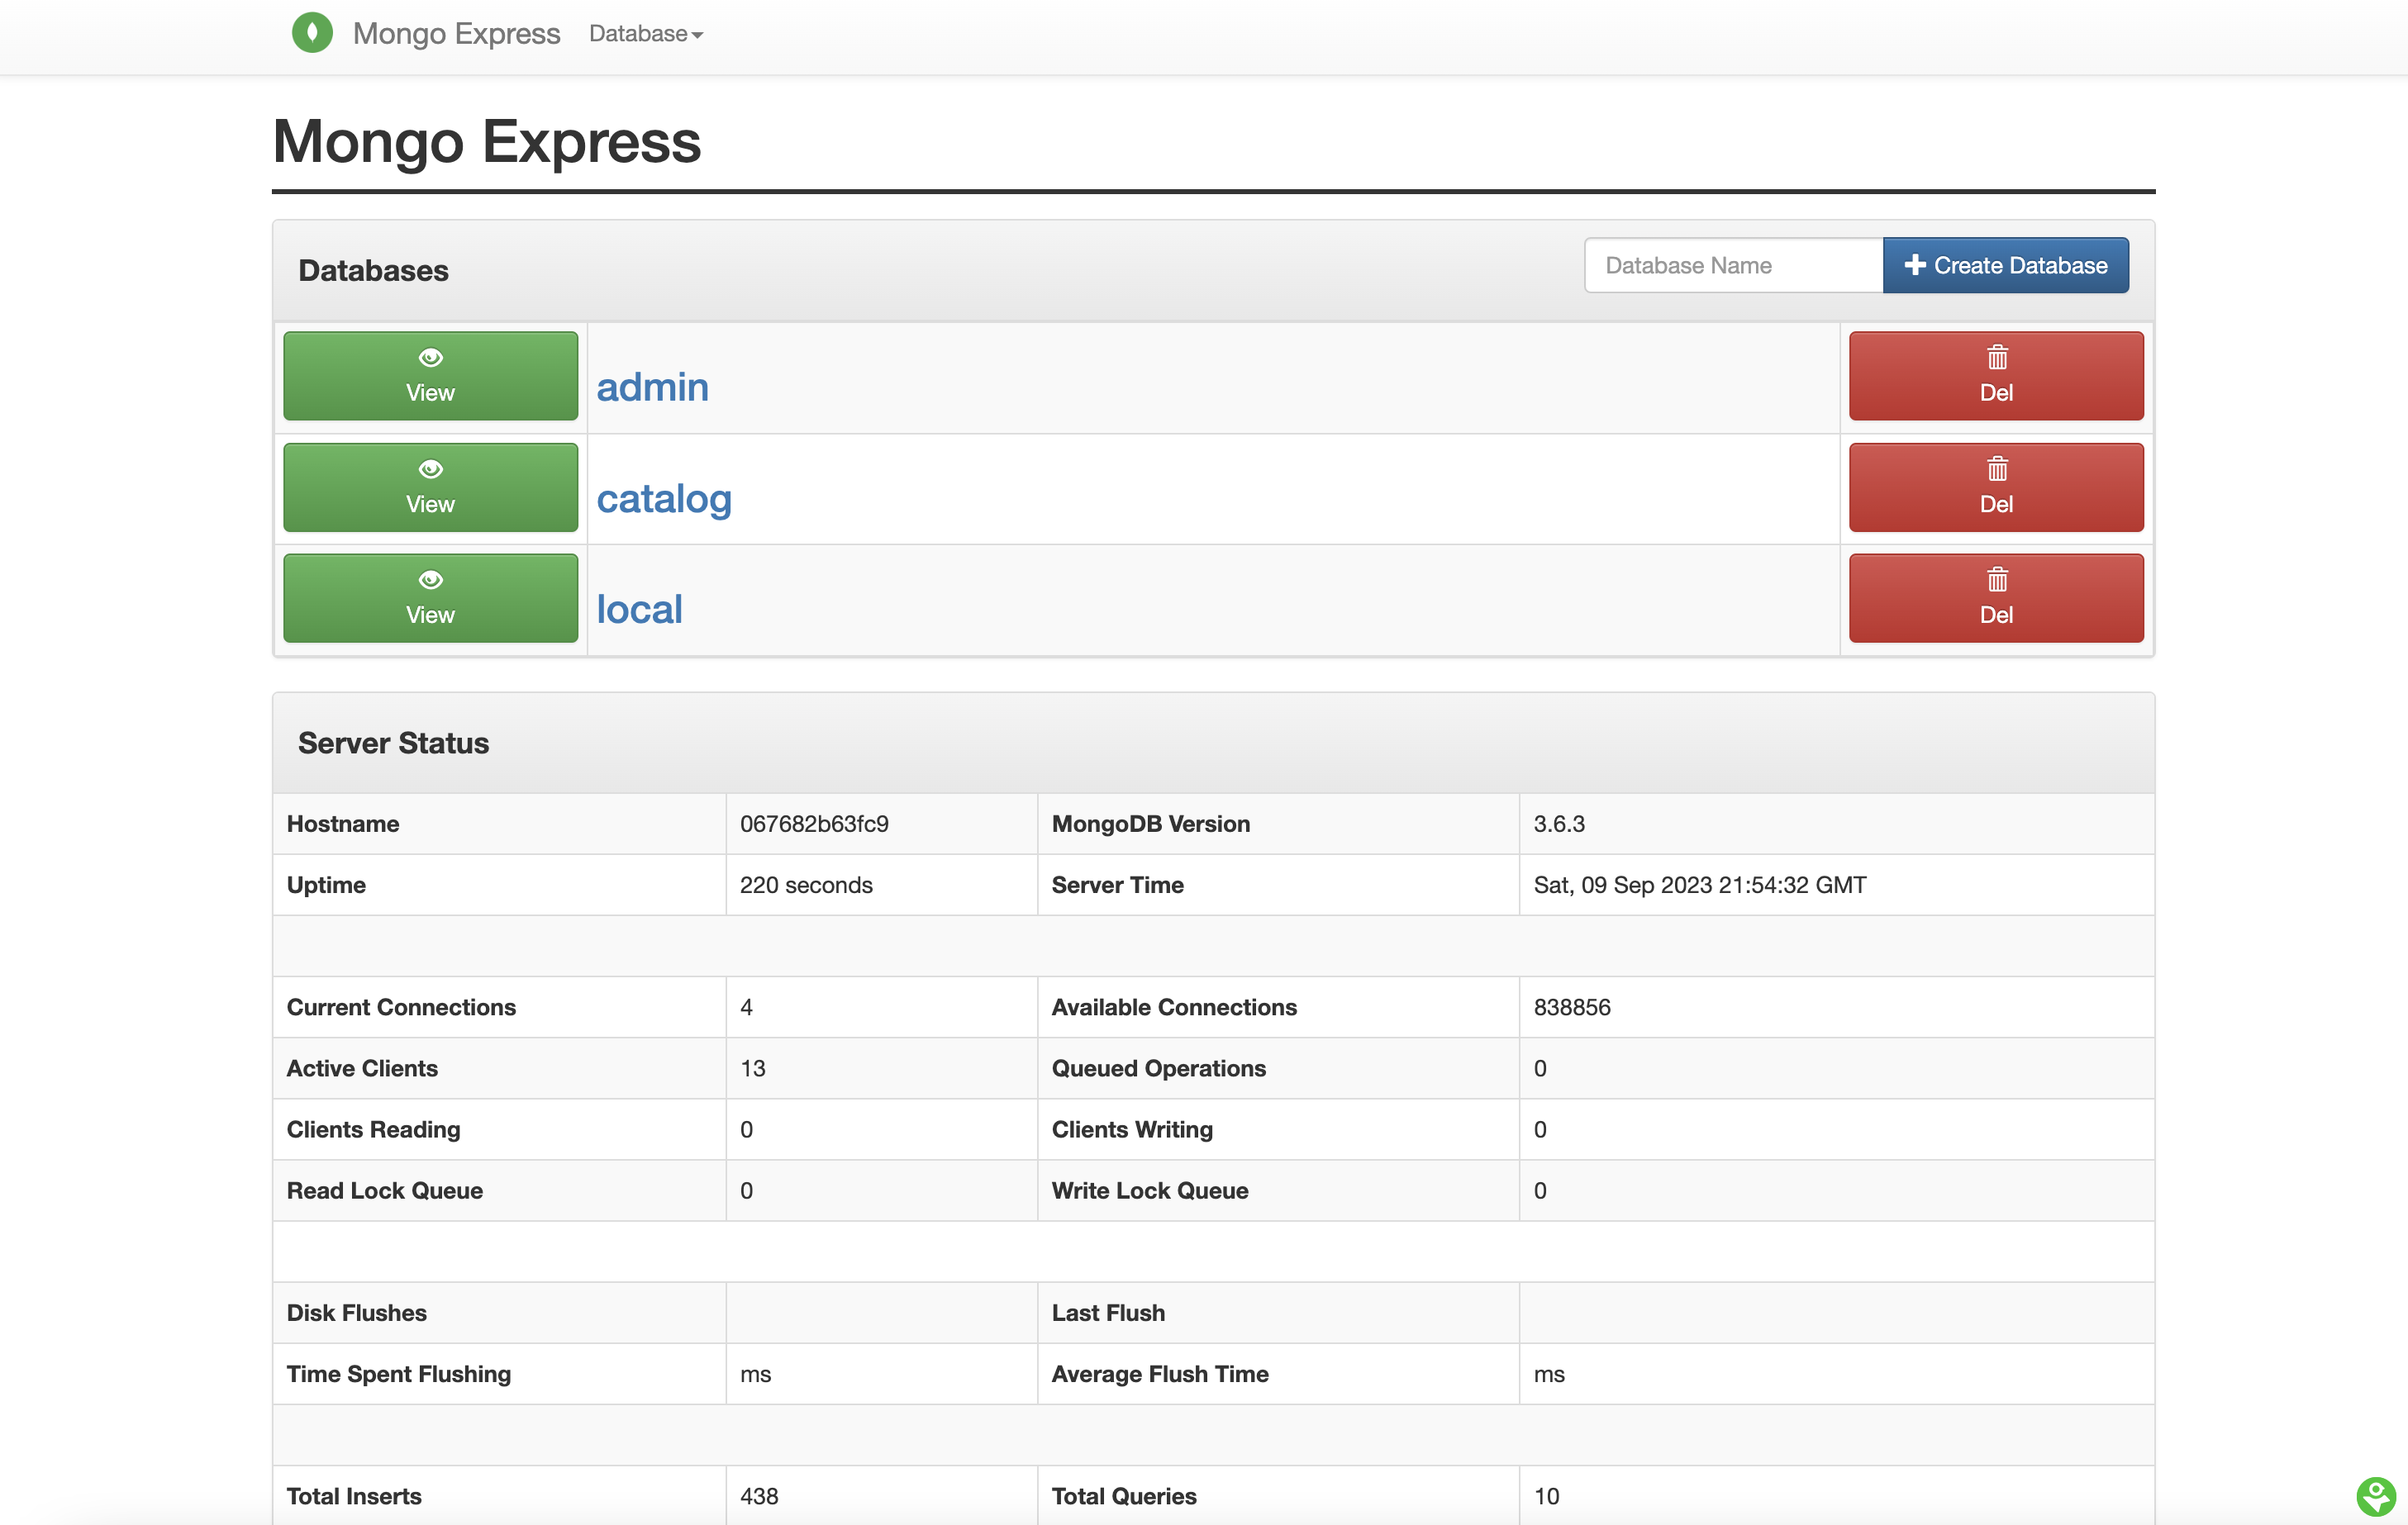 Mongo Express Database
Mongo Express
Databases Database Name Create Database
View admin Del
View catalog Del
View local Del
Server Status
Hostname 067682b63fc9 MongoDB Version 3.6.3
Uptime 220 seconds Server Time Sat, 09 Sep 2023 21:54:32 GMT
Current Connections 4 Available Connections 838856
Active Clients 13 Queued Operations 0
Clients Reading 0 Clients Writing 0
Read Lock Queue 0 Write Lock Queue 0
Disk Flushes Last Flush
Time Spent Flushing ms Average Flush Time ms
Total Inserts 438 Total Queries 10